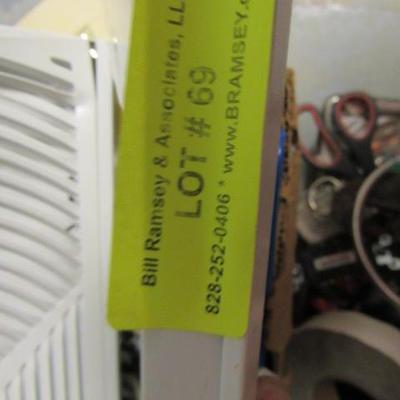 Bill Ramsey & Associates, LL
LOT # 69
828-252-0406 * www.BRAMSEY.